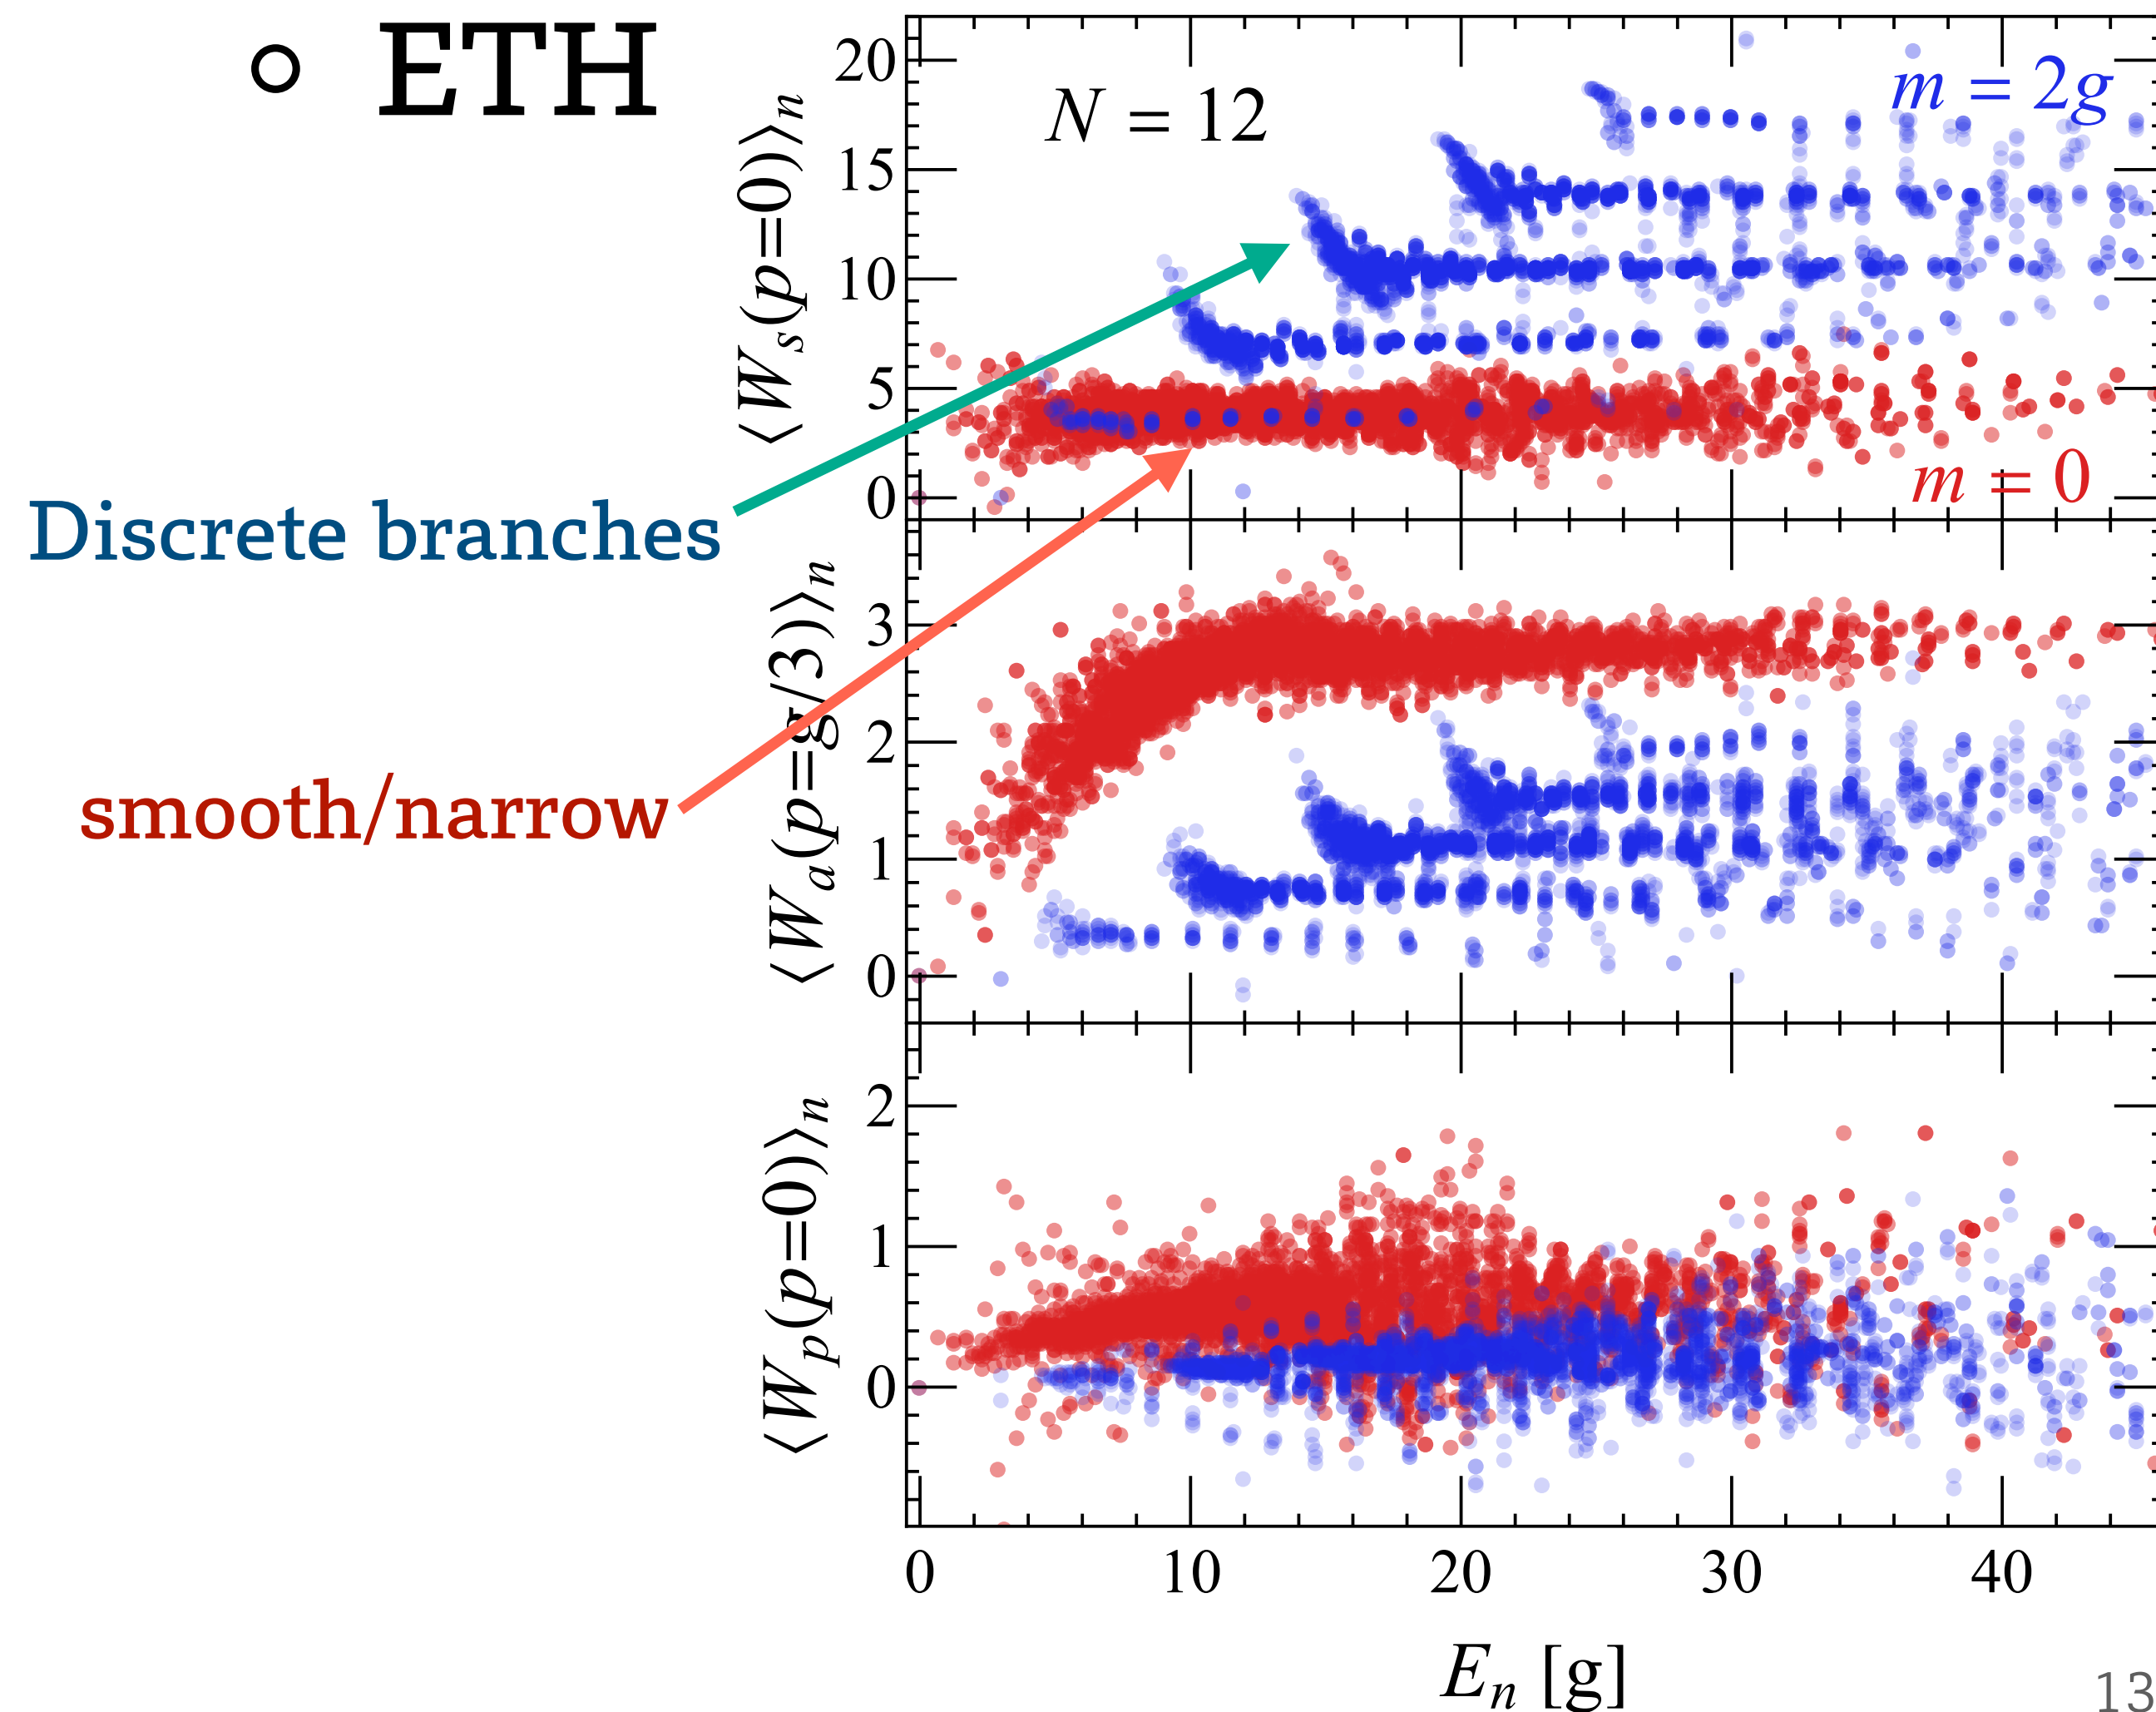 ○ ETH
Discrete branches
smooth/narrow
⟨W_s(p=0)⟩_n
20
15
10
5
0
N = 12
m = 2g
m = 0
⟨W_a(p=g/3)⟩_n
3
2
1
0
⟨W_p(p=0)⟩_n
2
1
0
0 10 20 30 40
E_n [g]
13